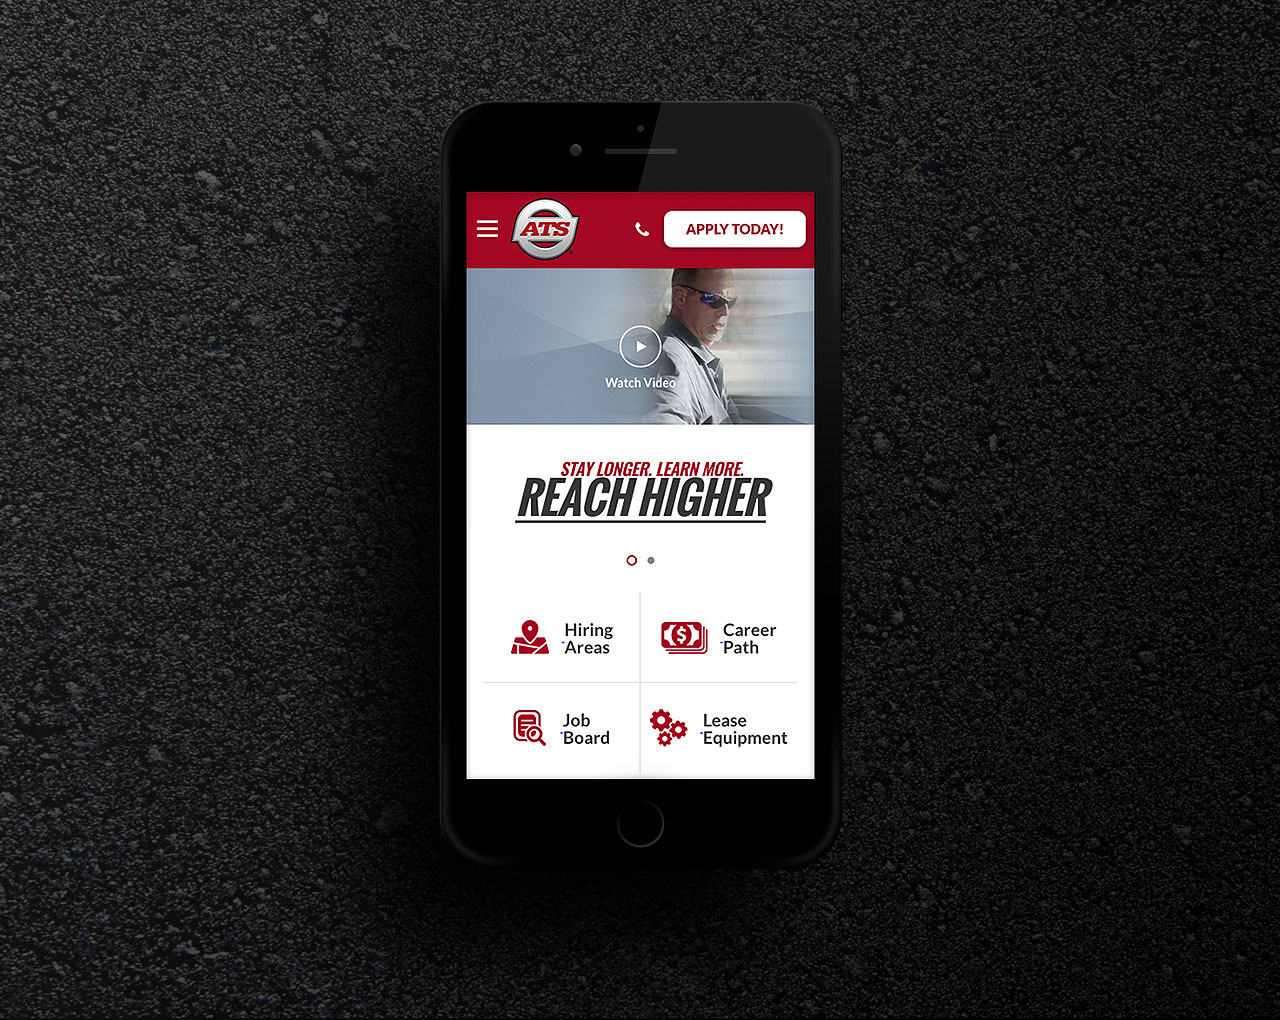 ATS
APPLY TODAY!
Watch Video
STAY LONGER. LEARN MORE.
REACH HIGHER
Hiring
Areas
Career
Path
Job
Board
Lease
Equipment